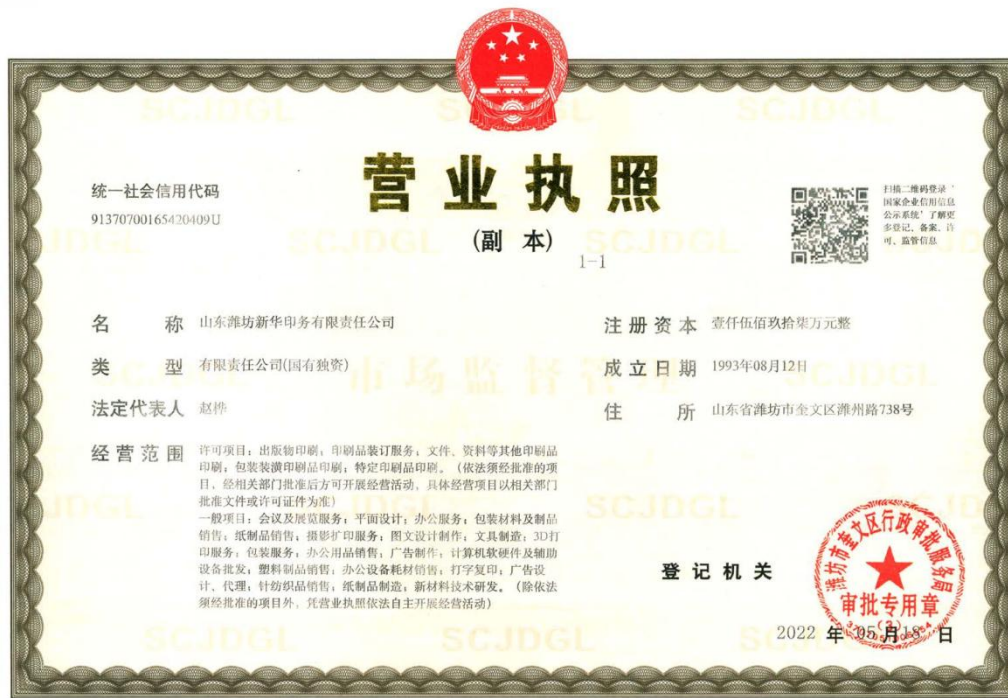 营业执照
(副 本)
1-1
统一社会信用代码
91370700165420409U
扫描二维码登录‘
国家企业信用信息
公示系统’了解更
多登记、备案、许
可、监管信息
名 称 山东潍坊新华印务有限责任公司
类 型 有限责任公司(国有独资)
法定代表人 赵桦
经营范围 许可项目：出版物印刷；印刷品装订服务；文件、资料等其他印刷品
印刷；包装装潢印刷品印刷；特定印刷品印刷。（依法须经批准的项
目，经相关部门批准后方可开展经营活动，具体经营项目以相关部门
批准文件或许可证件为准）
一般项目：会议及展览服务；平面设计；办公服务；包装材料及制品
销售；纸制品销售；摄影扩印服务；图文设计制作；文具制造；3D打
印服务；包装服务；办公用品销售；广告制作；计算机软硬件及辅助
设备批发；塑料制品销售；办公设备耗材销售；打字复印；广告设
计、代理；针纺织品销售；纸制品制造；新材料技术研发。（除依法
须经批准的项目外，凭营业执照依法自主开展经营活动）
注册资本 壹仟伍佰玖拾柒万元整
成立日期 1993年08月12日
住 所 山东省潍坊市奎文区潍州路738号
登记机关
潍坊市奎文区行政审批服务局
审批专用章
(2)
2022 年 05 月 18 日
SCJDGL
市场监督管理